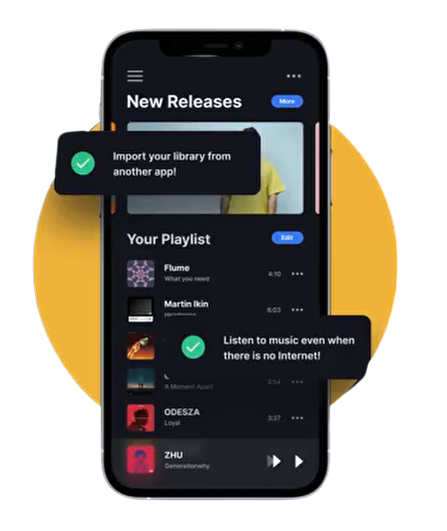 New Releases
More
Import your library from
another app!
Your Playlist
Edit
Flume
What you need
4:10
Martin Ikin
6:03
Listen to music even when
there is no Internet!
A Moment Apart
3:54
ODESZA
Loyal
3:27
ZHU
Generationwhy